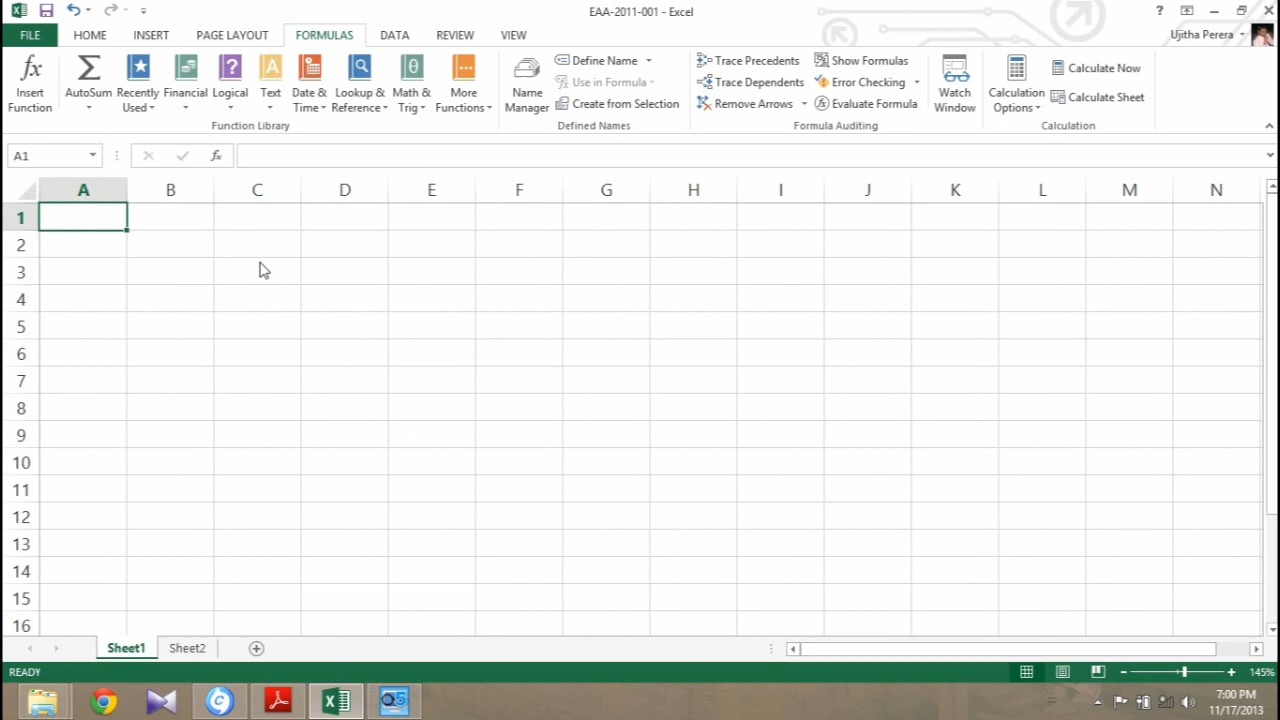 EAA-2011-001 - Excel
FILE HOME INSERT PAGE LAYOUT FORMULAS DATA REVIEW VIEW Ujitha Perera
Insert Function
AutoSum
Recently Used
Financial
Logical
Text
Date & Time
Lookup & Reference
Math & Trig
More Functions
Function Library
Name Manager
Define Name
Use in Formula
Create from Selection
Defined Names
Trace Precedents
Trace Dependents
Remove Arrows
Show Formulas
Error Checking
Evaluate Formula
Formula Auditing
Watch Window
Calculation Options
Calculate Now
Calculate Sheet
Calculation
A1 fx
A B C D E F G H I J K L M N
1
2
3
4
5
6
7
8
9
10
11
12
13
14
15
16
Sheet1 Sheet2
READY 145%
7:00 PM
11/17/2013